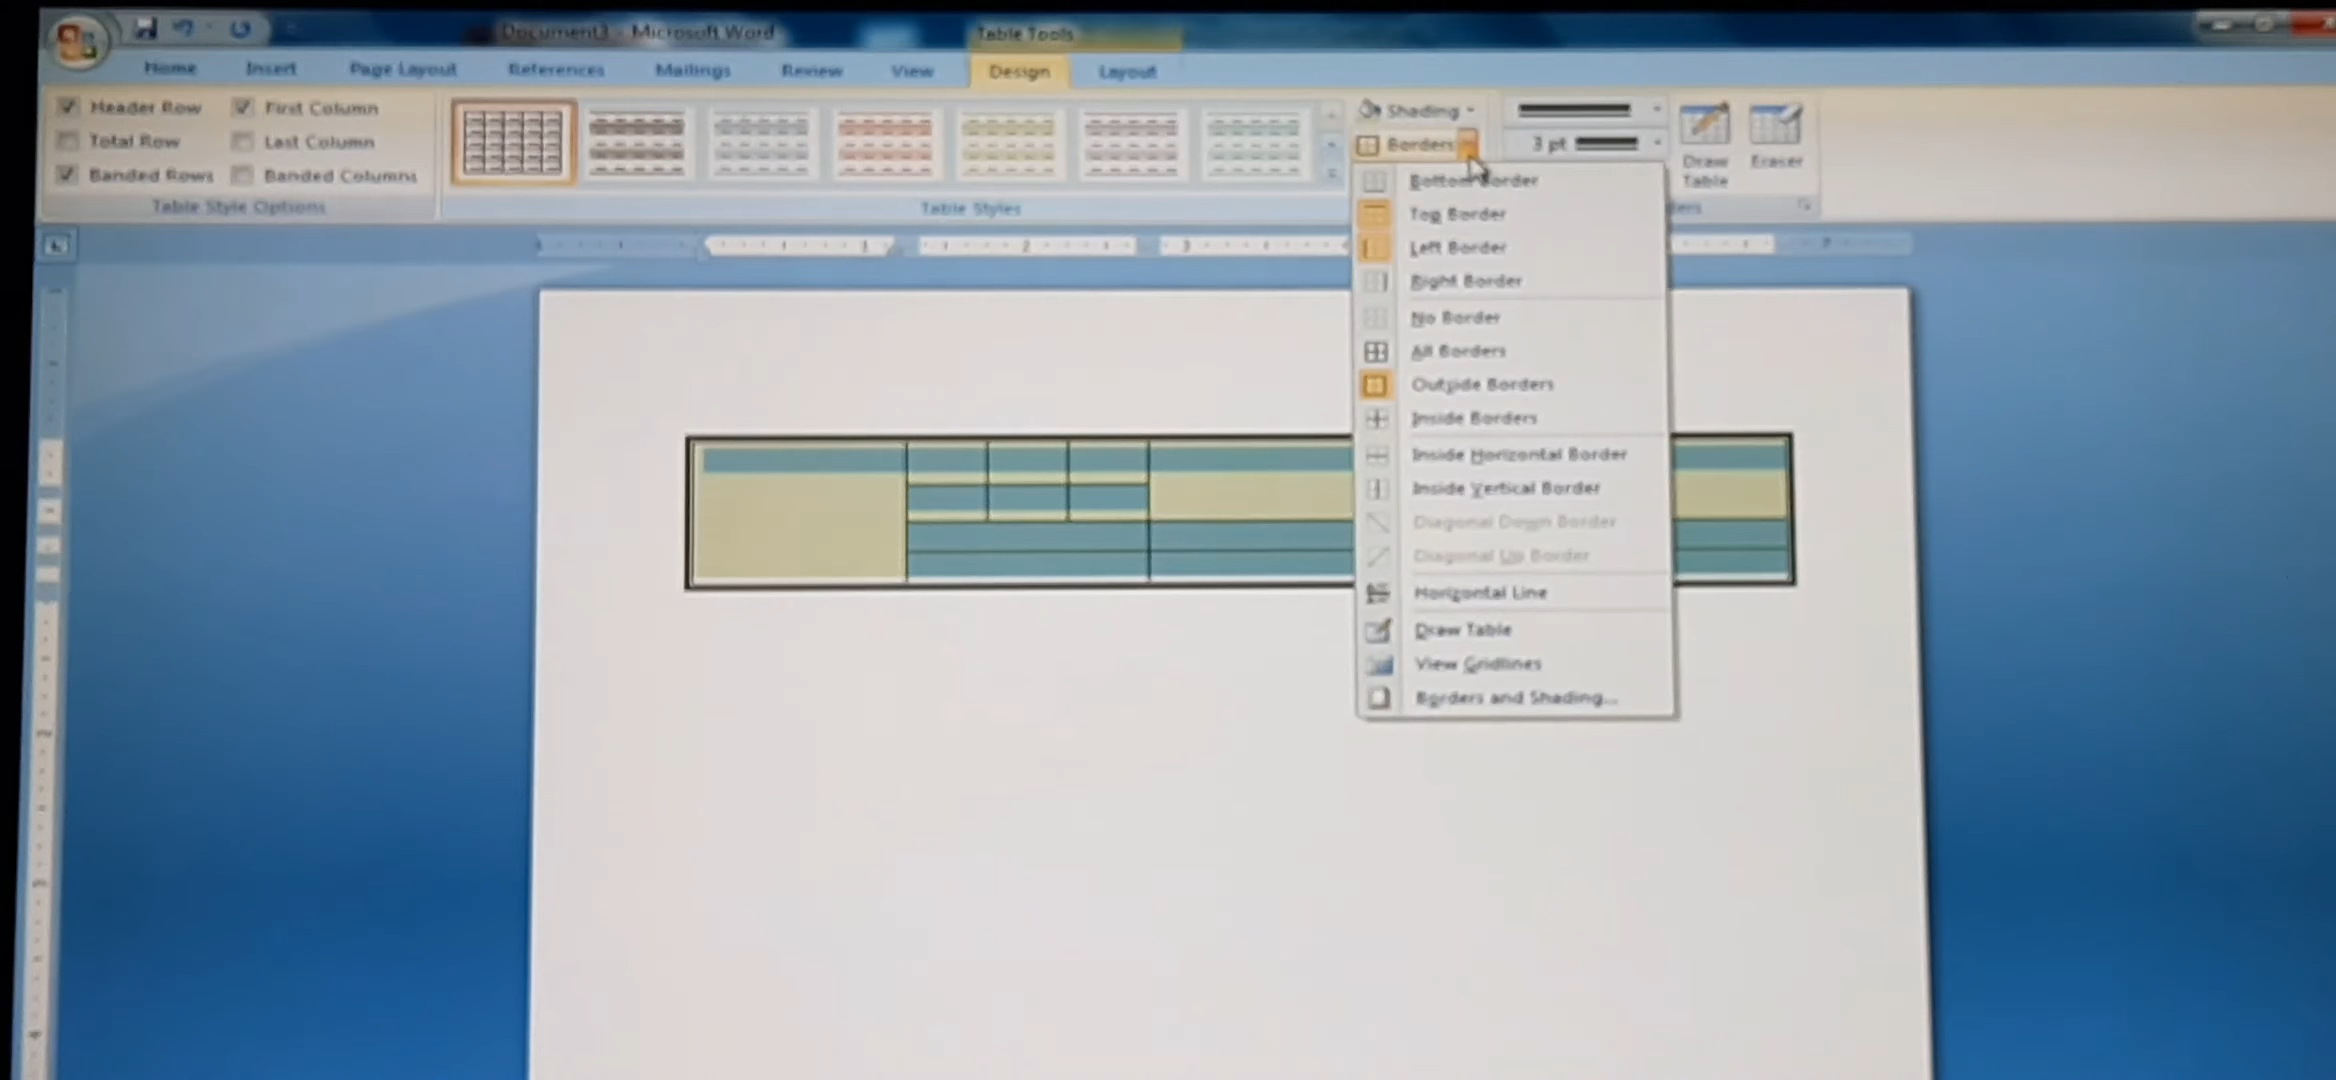 Document3 - Microsoft Word
Table Tools
Home Insert Page Layout References Mailings Review View Design Layout
Header Row First Column
Total Row Last Column
Banded Rows Banded Columns
Table Style Options
Table Styles
Shading
Borders
3 pt
Draw Table
Eraser
Bottom Border
Top Border
Left Border
Right Border
No Border
All Borders
Outside Borders
Inside Borders
Inside Horizontal Border
Inside Vertical Border
Diagonal Down Border
Diagonal Up Border
Horizontal Line
Draw Table
View Gridlines
Borders and Shading...